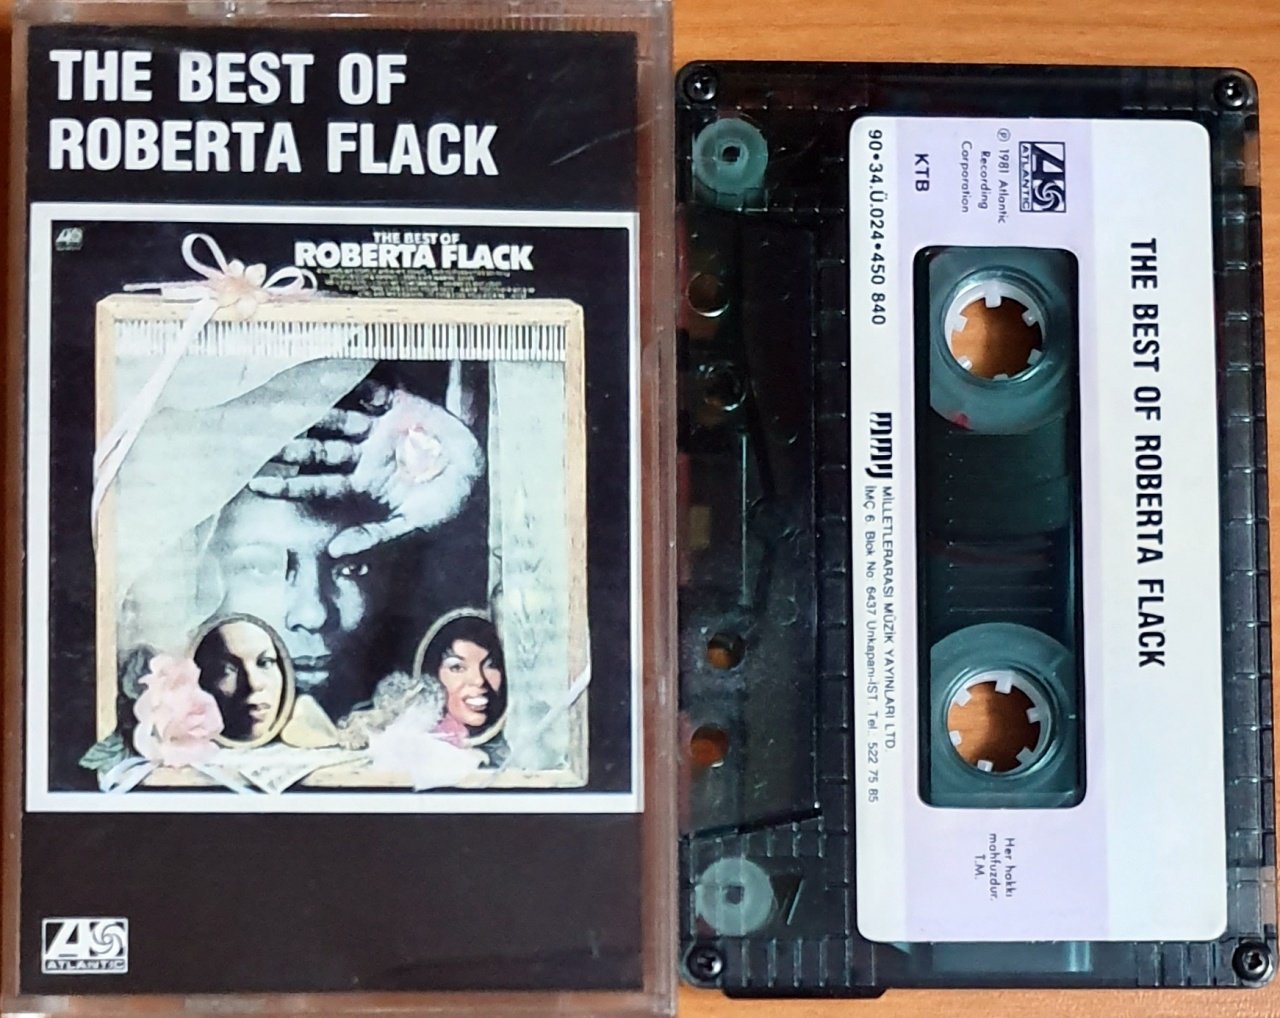 THE BEST OF
ROBERTA FLACK
THE BEST OF
ROBERTA FLACK
ATLANTIC
THE BEST OF ROBERTA FLACK
ATLANTIC
℗ 1981 Atlantic
Recording
Corporation
KTB
90•34.Ü.024•450 840
MMY
MİLLETLERARASI MÜZİK YAYINLARI LTD.
İMÇ 6. Blok No: 6437 Unkapanı-İST. Tel.: 522 75 85
Her hakkı
mahfuzdur.
T.M.